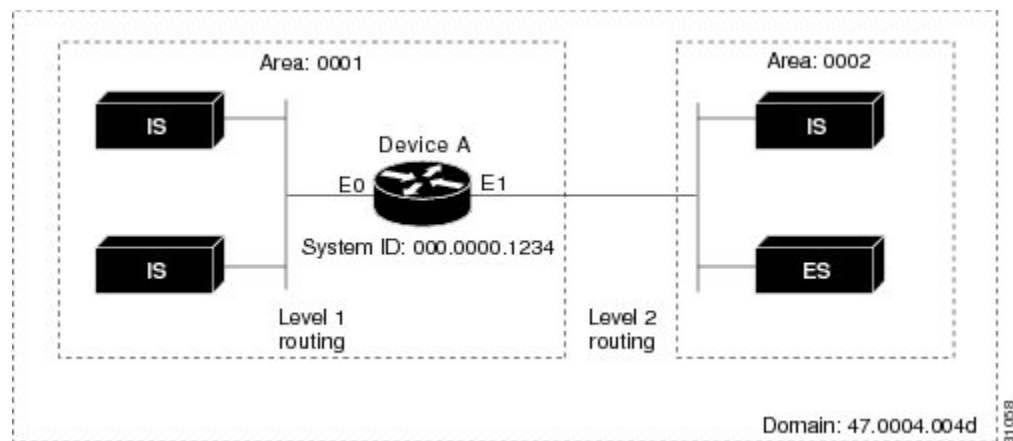 Area: 0001
Area: 0002
IS
IS
Device A
E0
E1
System ID: 000.0000.1234
IS
ES
Level 1
routing
Level 2
routing
Domain: 47.0004.004d